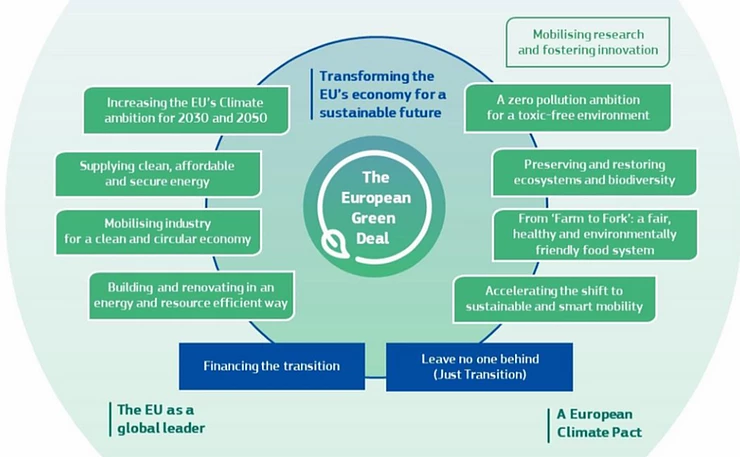 Mobilising research
and fostering innovation
Transforming the
EU's economy for a
sustainable future
Increasing the EU's Climate
ambition for 2030 and 2050
A zero pollution ambition
for a toxic-free environment
Supplying clean, affordable
and secure energy
The
European
Green
Deal
Preserving and restoring
ecosystems and biodiversity
Mobilising industry
for a clean and circular economy
From 'Farm to Fork': a fair,
healthy and environmentally
friendly food system
Building and renovating in an
energy and resource efficient way
Accelerating the shift to
sustainable and smart mobility
Financing the transition
Leave no one behind
(Just Transition)
The EU as a
global leader
A European
Climate Pact